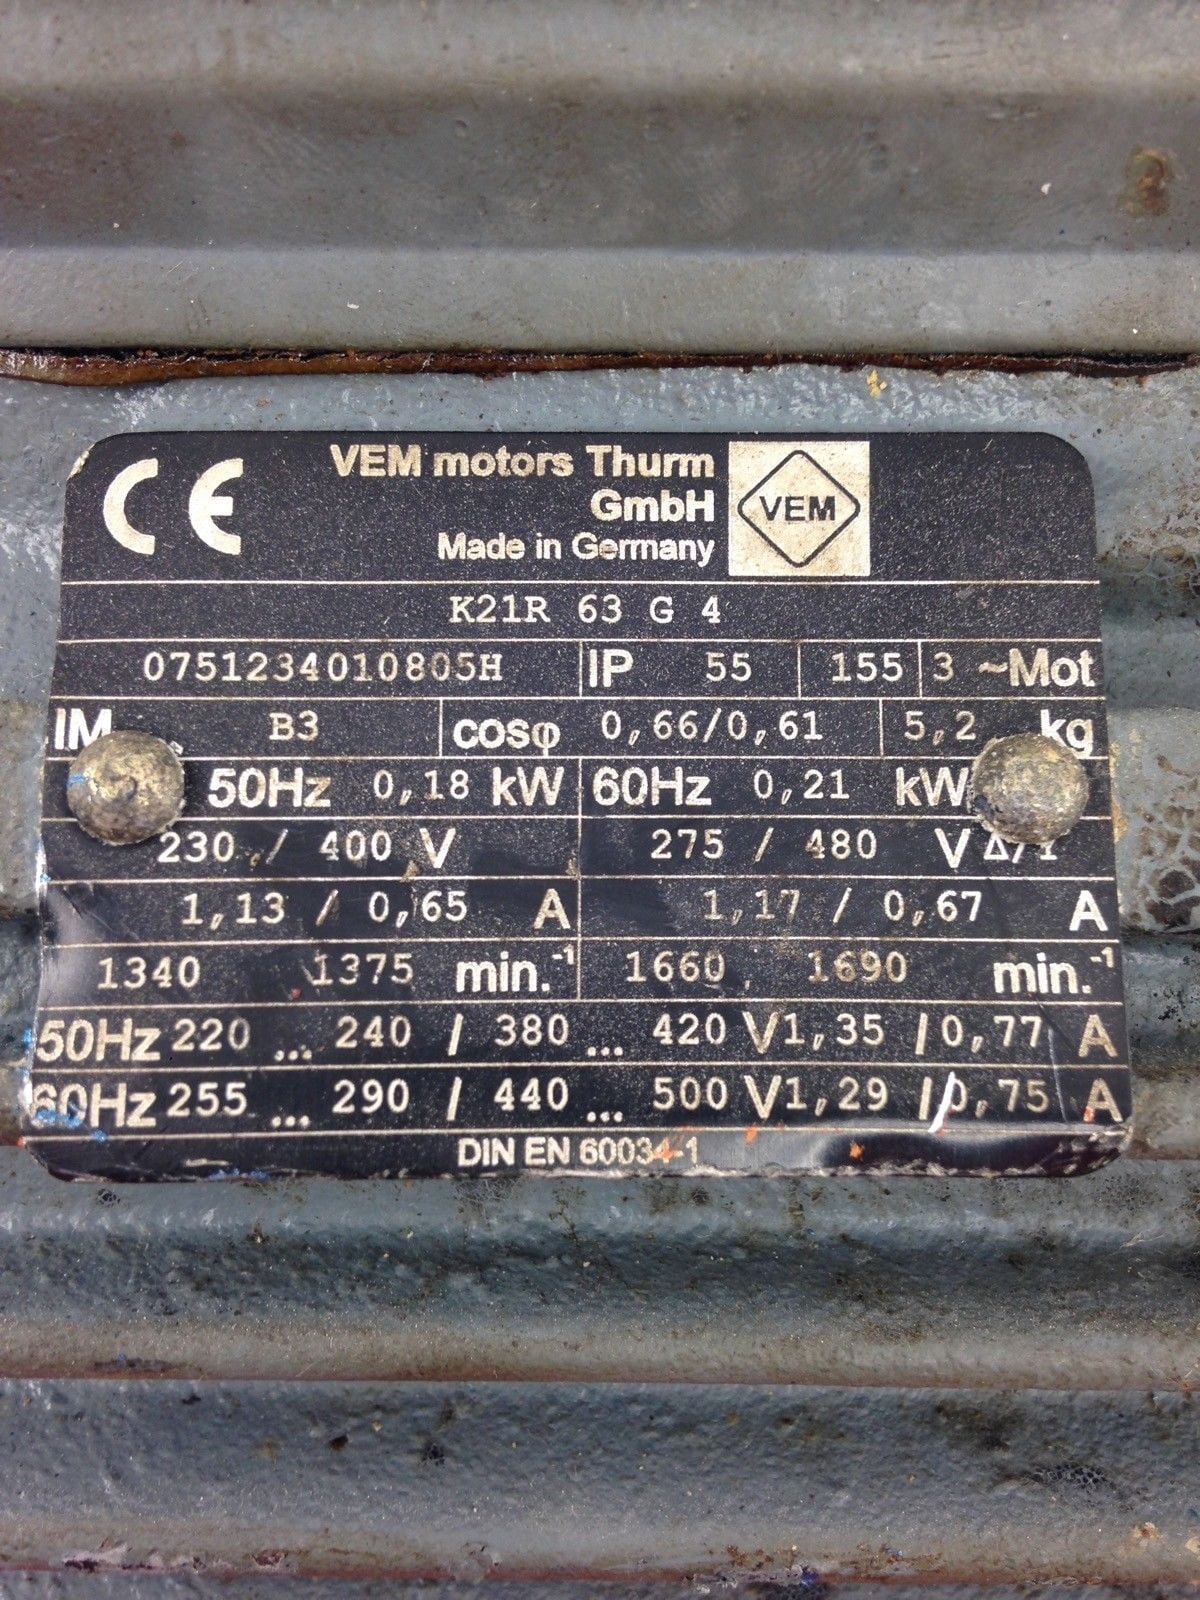 CE VEM motors Thurm
GmbH VEM
Made in Germany
K21R 63 G 4
0751234010805H IP 55 155 3 ~Mot
IM B3 cosφ 0,66/0,61 5,2 kg
50Hz 0,18 kW 60Hz 0,21 kW
230 / 400 V 275 / 480 V Δ/Y
1,13 / 0,65 A 1,17 / 0,67 A
1340 1375 min.-1 1660 1690 min.-1
50Hz 220 ... 240 / 380 ... 420 V 1,35 / 0,77 A
60Hz 255 ... 290 / 440 ... 500 V 1,29 / 0,75 A
DIN EN 60034-1